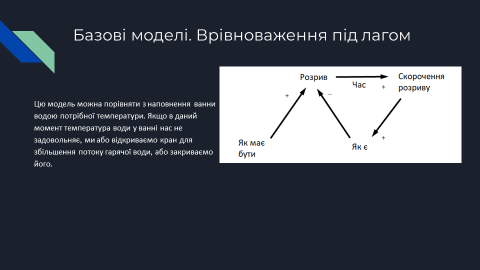 Базові моделі. Врівноваження під лагом
Цю модель можна порівняти з наповнення ванни
водою потрібної температури. Якщо в даний
момент температура води у ванні нас не
задовольняє, ми або відкриваємо кран для
збільшення потоку гарячої води, або закриваємо
його.
Розрив
Час
Скорочення
розриву
+
+
–
+
Як має
бути
Як є